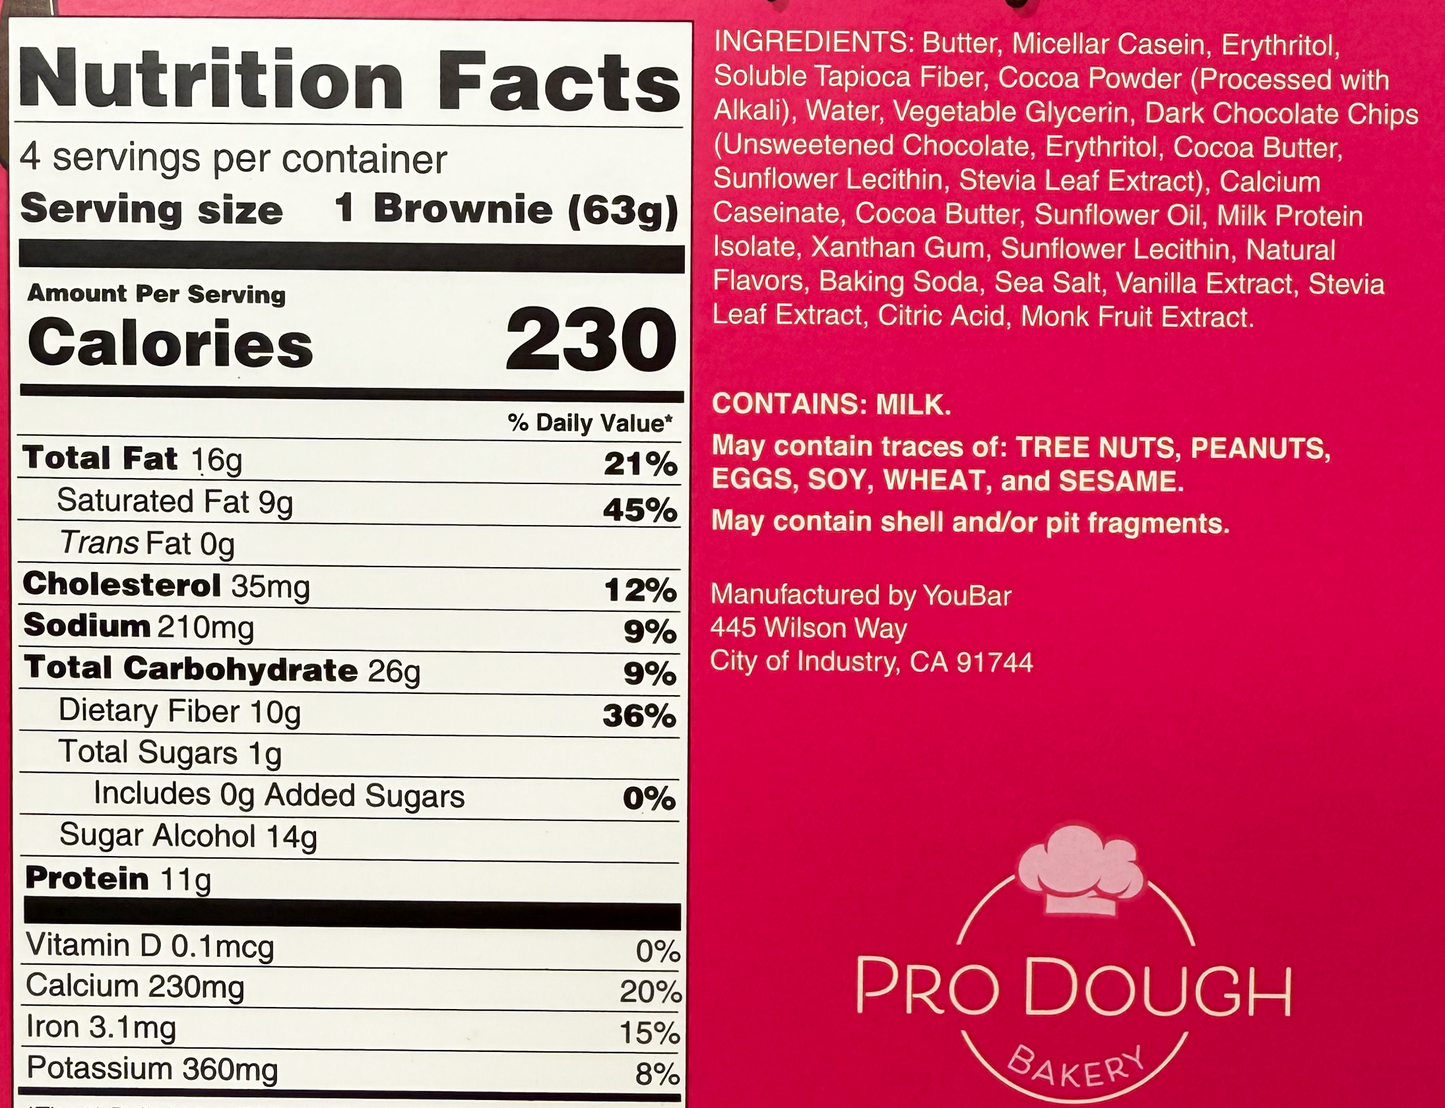 Nutrition Facts
4 servings per container
Serving size 1 Brownie (63g)
Amount Per Serving
Calories 230
% Daily Value*
Total Fat 16g 21%
Saturated Fat 9g 45%
Trans Fat 0g
Cholesterol 35mg 12%
Sodium 210mg 9%
Total Carbohydrate 26g 9%
Dietary Fiber 10g 36%
Total Sugars 1g
Includes 0g Added Sugars 0%
Sugar Alcohol 14g
Protein 11g
Vitamin D 0.1mcg 0%
Calcium 230mg 20%
Iron 3.1mg 15%
Potassium 360mg 8%
INGREDIENTS: Butter, Micellar Casein, Erythritol,
Soluble Tapioca Fiber, Cocoa Powder (Processed with
Alkali), Water, Vegetable Glycerin, Dark Chocolate Chips
(Unsweetened Chocolate, Erythritol, Cocoa Butter,
Sunflower Lecithin, Stevia Leaf Extract), Calcium
Caseinate, Cocoa Butter, Sunflower Oil, Milk Protein
Isolate, Xanthan Gum, Sunflower Lecithin, Natural
Flavors, Baking Soda, Sea Salt, Vanilla Extract, Stevia
Leaf Extract, Citric Acid, Monk Fruit Extract.
CONTAINS: MILK.
May contain traces of: TREE NUTS, PEANUTS,
EGGS, SOY, WHEAT, and SESAME.
May contain shell and/or pit fragments.
Manufactured by YouBar
445 Wilson Way
City of Industry, CA 91744
PRO DOUGH
BAKERY